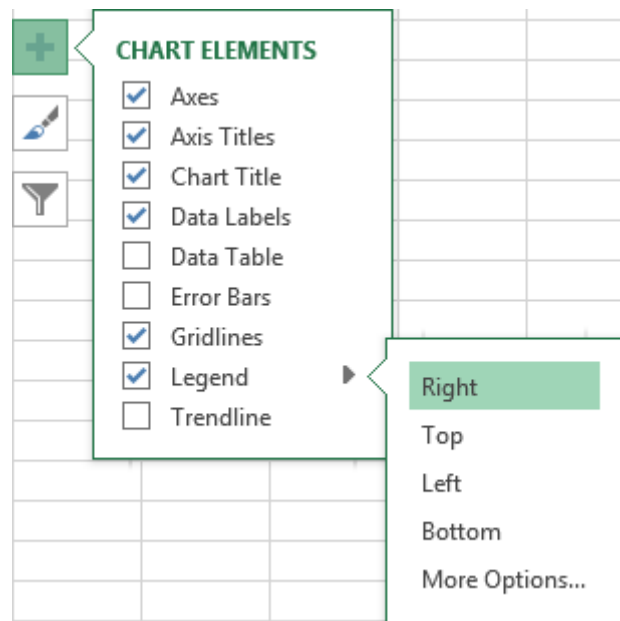 CHART ELEMENTS
Axes
Axis Titles
Chart Title
Data Labels
Data Table
Error Bars
Gridlines
Legend
Trendline
Right
Top
Left
Bottom
More Options...